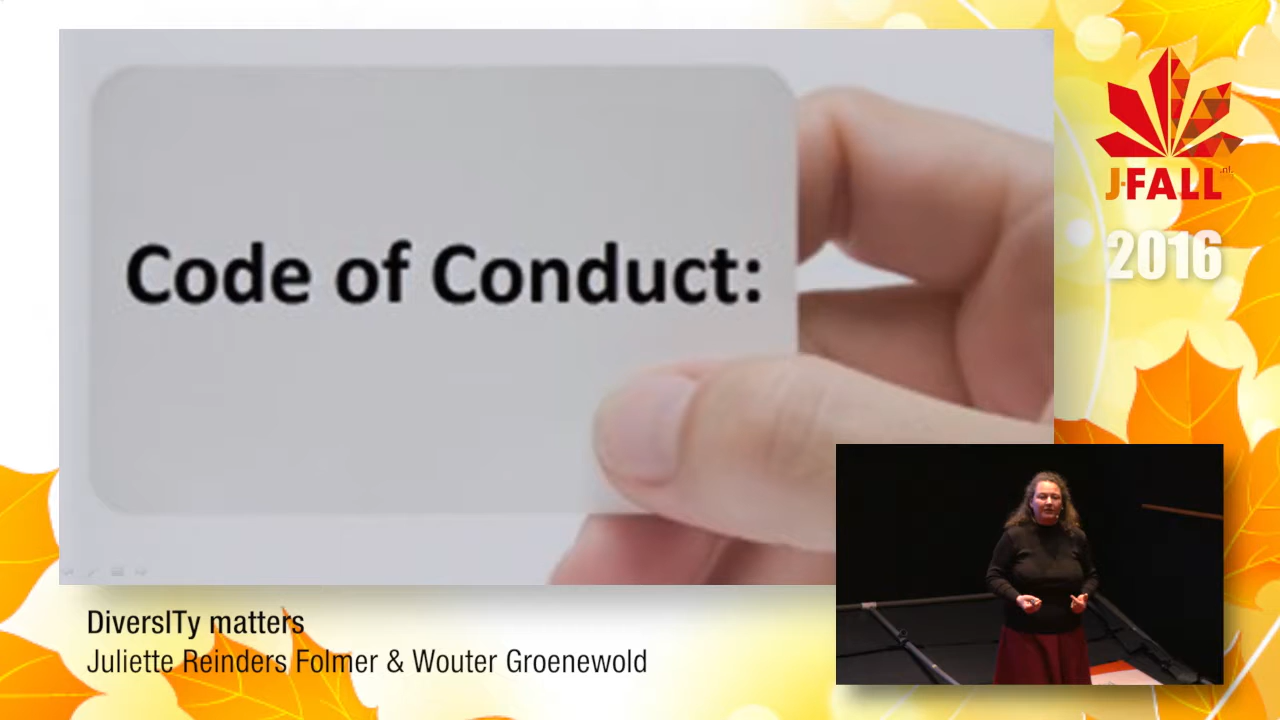 Code of Conduct:
J-FALL.nl
2016
DiversITy matters
Juliette Reinders Folmer & Wouter Groenewold